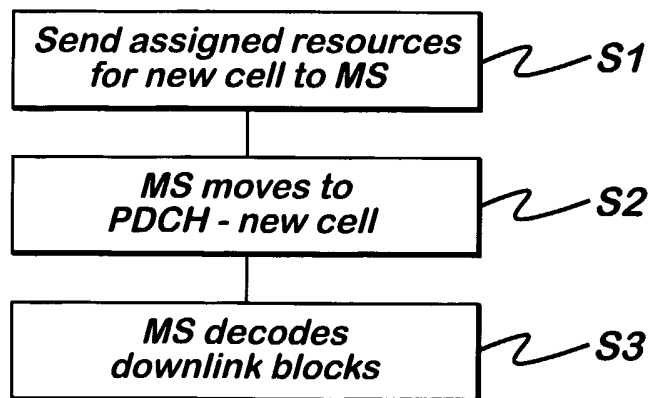 Send assigned resources
for new cell to MS
S1
MS moves to
PDCH - new cell
S2
MS decodes
downlink blocks
S3